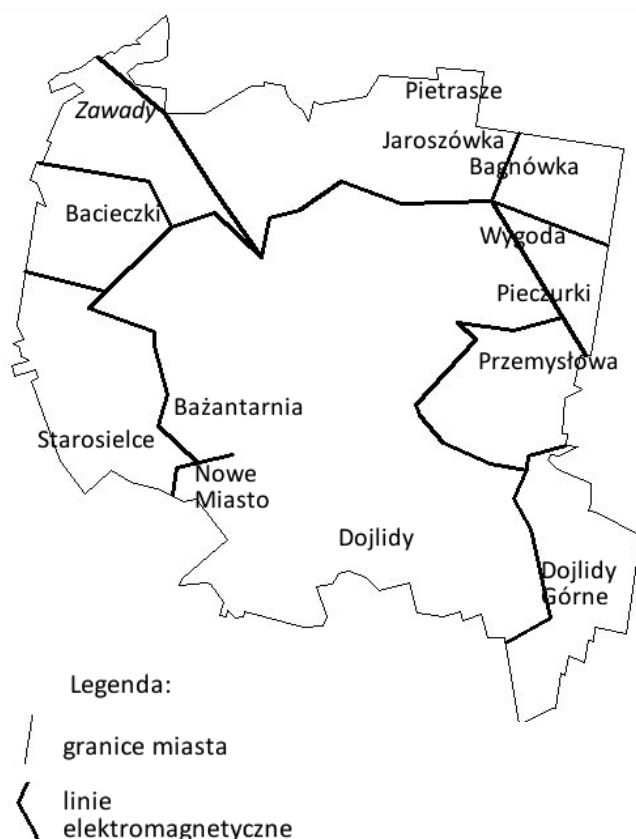 Pietrasze
Zawady
Jaroszówka
Bagnówka
Bacieczki
Wygoda
Pieczurki
Przemysłowa
Bażantarnia
Starosielce
Nowe
Miasto
Dojlidy
Dojlidy
Górne
Legenda:
granice miasta
linie
elektromagnetyczne